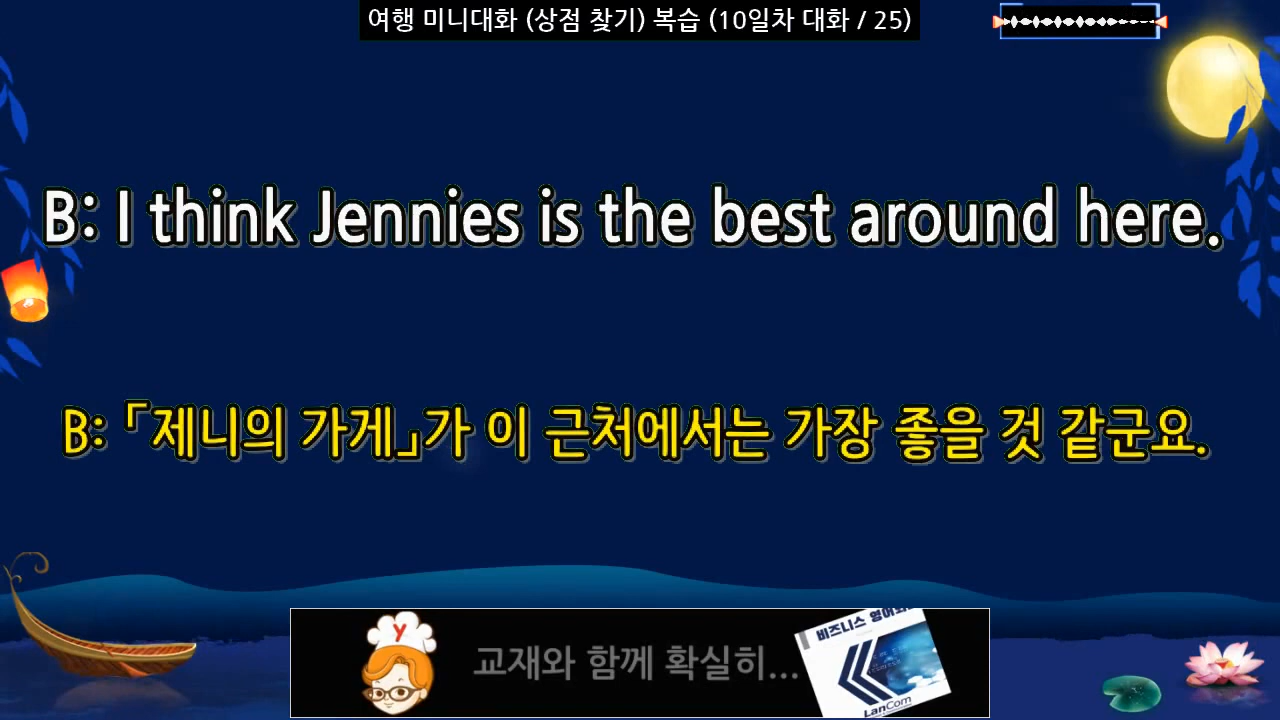 여행 미니대화 (상점 찾기) 복습 (10일차 대화 / 25)
B: I think Jennies is the best around here.
B: 「제니의 가게」가 이 근처에서는 가장 좋을 것 같군요.
y
교재와 함께 확실히...
비즈니스 영어회
LanCom